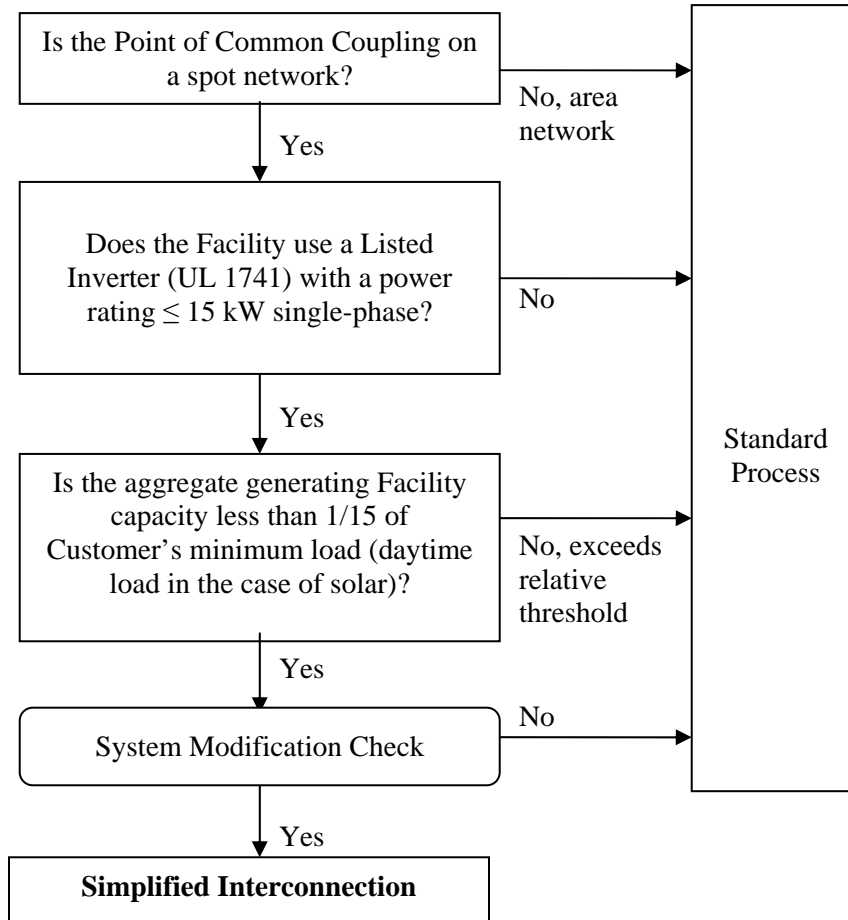 Is the Point of Common Coupling on
a spot network?
No, area
network
Yes
Does the Facility use a Listed
Inverter (UL 1741) with a power
rating ≤ 15 kW single-phase?
No
Yes
Is the aggregate generating Facility
capacity less than 1/15 of
Customer's minimum load (daytime
load in the case of solar)?
No, exceeds
relative
threshold
Yes
System Modification Check
No
Yes
Simplified Interconnection
Standard
Process